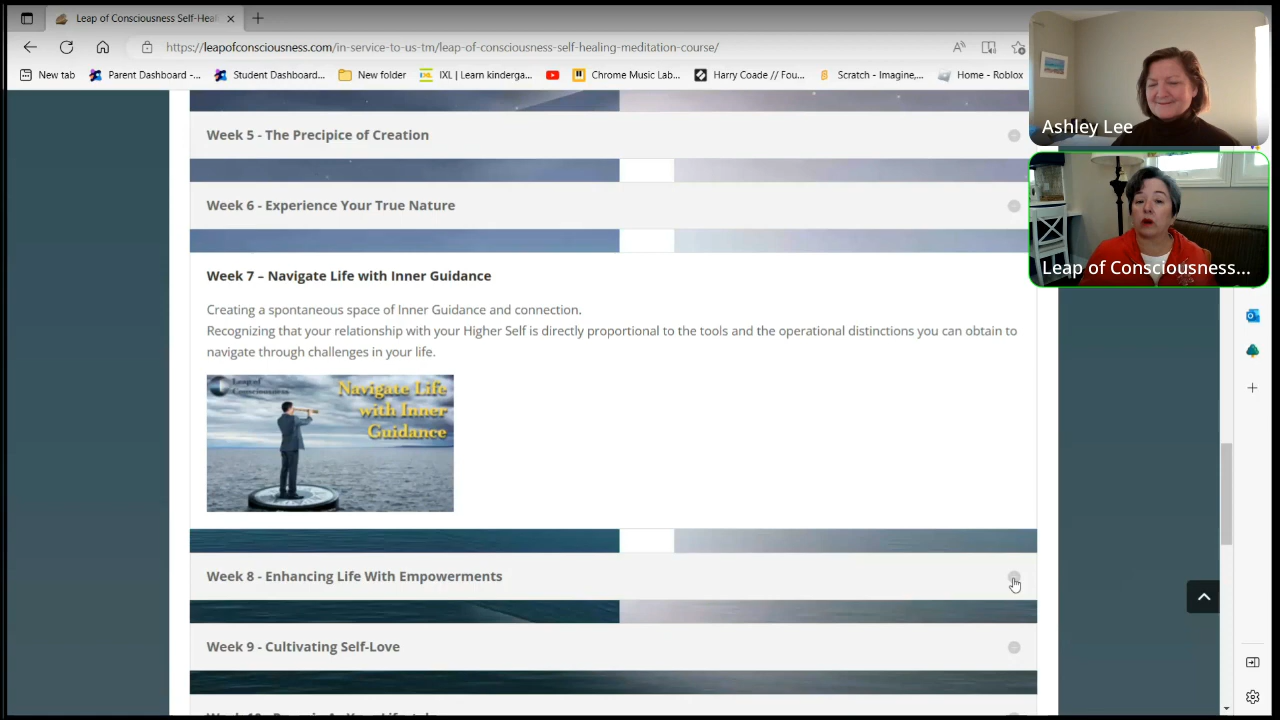 Leap of Consciousness Self-Heal
https://leapofconsciousness.com/in-service-to-us-tm/leap-of-consciousness-self-healing-meditation-course/
New tab
Parent Dashboard -...
Student Dashboard...
New folder
IXL | Learn kinderga...
Chrome Music Lab...
Harry Coade // Fou...
Scratch - Imagine,...
Home - Roblox
Ashley Lee
Leap of Consciousness...
Week 5 - The Precipice of Creation
Week 6 - Experience Your True Nature
Week 7 – Navigate Life with Inner Guidance
Creating a spontaneous space of Inner Guidance and connection.
Recognizing that your relationship with your Higher Self is directly proportional to the tools and the operational distinctions you can obtain to
navigate through challenges in your life.
Leap of
Consciousness
Navigate Life
with Inner
Guidance
Week 8 - Enhancing Life With Empowerments
Week 9 - Cultivating Self-Love